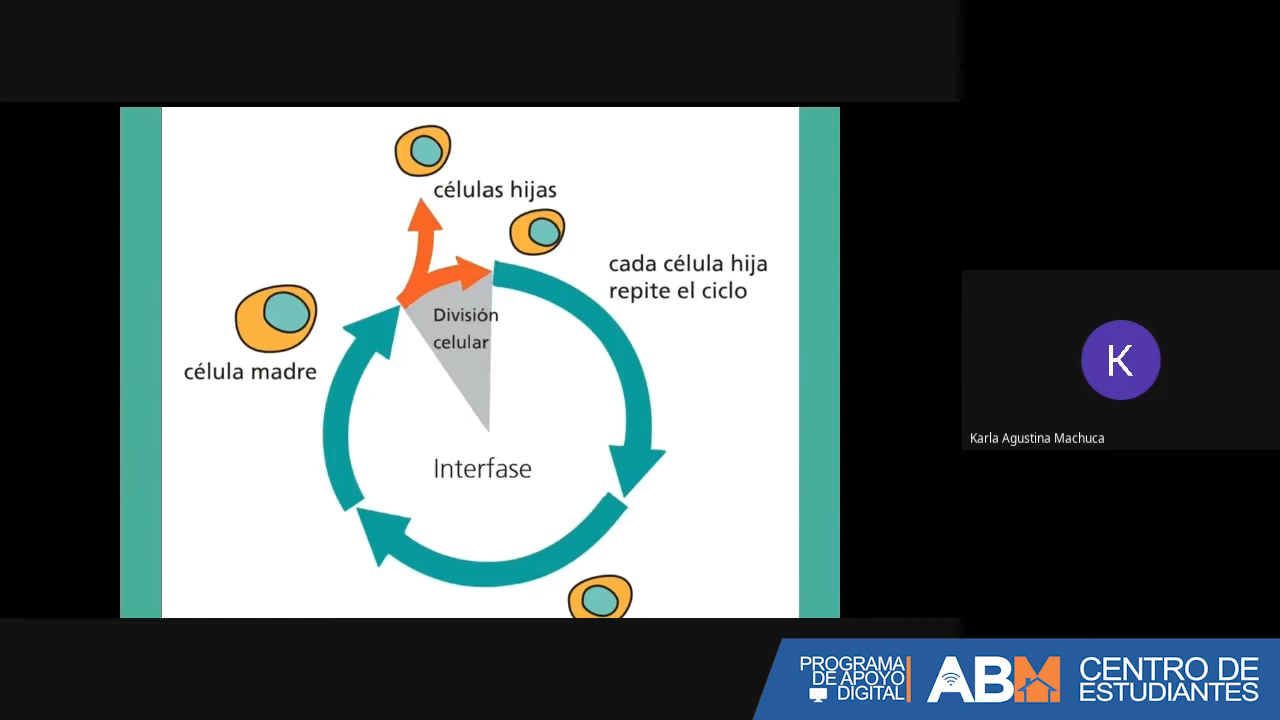 células hijas
cada célula hija
repite el ciclo
División
celular
célula madre
Interfase
K
Karla Agustina Machuca
PROGRAMA
DE APOYO
DIGITAL
ABM
CENTRO DE
ESTUDIANTES